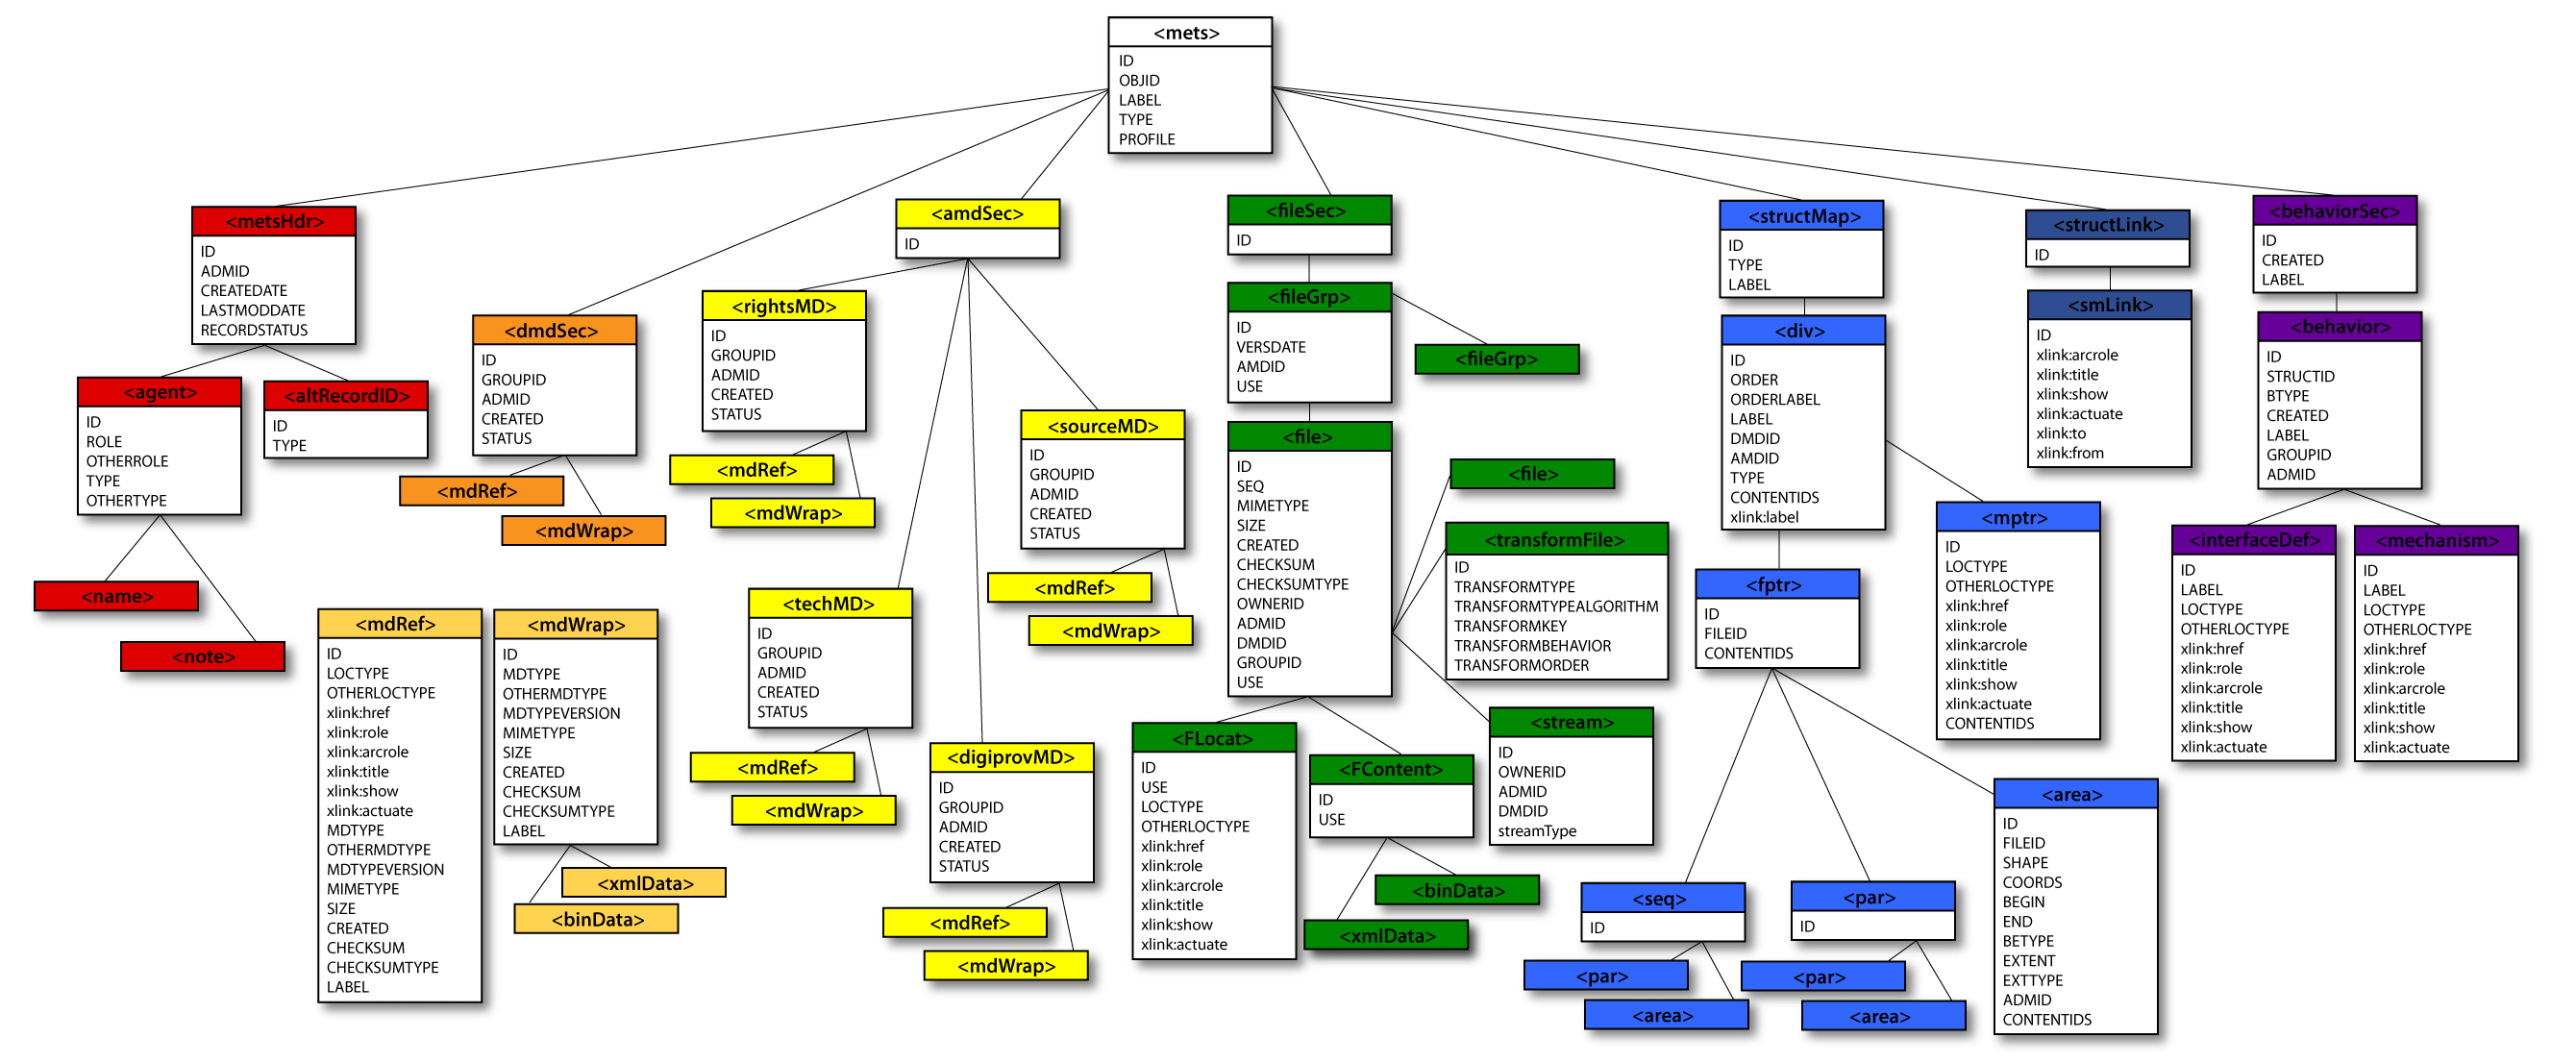 <mets>
ID
OBJID
LABEL
TYPE
PROFILE
<metsHdr>
ID
ADMID
CREATEDATE
LASTMODDATE
RECORDSTATUS
<agent>
ID
ROLE
OTHERROLE
TYPE
OTHERTYPE
<altRecordID>
ID
TYPE
<name>
<note>
<dmdSec>
ID
GROUPID
ADMID
CREATED
STATUS
<mdRef>
<mdWrap>
<mdRef>
ID
LOCTYPE
OTHERLOCTYPE
xlink:href
xlink:role
xlink:arcrole
xlink:title
xlink:show
xlink:actuate
MDTYPE
OTHERMDTYPE
MDTYPEVERSION
MIMETYPE
SIZE
CREATED
CHECKSUM
CHECKSUMTYPE
LABEL
<mdWrap>
ID
MDTYPE
OTHERMDTYPE
MDTYPEVERSION
MIMETYPE
SIZE
CREATED
CHECKSUM
CHECKSUMTYPE
LABEL
<xmlData>
<binData>
<amdSec>
ID
<rightsMD>
ID
GROUPID
ADMID
CREATED
STATUS
<mdRef>
<mdWrap>
<sourceMD>
ID
GROUPID
ADMID
CREATED
STATUS
<mdRef>
<mdWrap>
<techMD>
ID
GROUPID
ADMID
CREATED
STATUS
<mdRef>
<mdWrap>
<digiprovMD>
ID
GROUPID
ADMID
CREATED
STATUS
<mdRef>
<mdWrap>
<fileSec>
ID
<fileGrp>
ID
VERSDATE
AMDID
USE
<fileGrp>
<file>
ID
SEQ
MIMETYPE
SIZE
CREATED
CHECKSUM
CHECKSUMTYPE
OWNERID
ADMID
DMDID
GROUPID
USE
<file>
<transformFile>
ID
TRANSFORMTYPE
TRANSFORMTYPEALGORITHM
TRANSFORMKEY
TRANSFORMBEHAVIOR
TRANSFORMORDER
<stream>
ID
OWNERID
ADMID
DMDID
streamType
<FLocat>
ID
USE
LOCTYPE
OTHERLOCTYPE
xlink:href
xlink:role
xlink:arcrole
xlink:title
xlink:show
xlink:actuate
<FContent>
ID
USE
<binData>
<xmlData>
<structMap>
ID
TYPE
LABEL
<div>
ID
ORDER
ORDERLABEL
LABEL
DMDID
AMDID
TYPE
CONTENTIDS
xlink:label
<fptr>
ID
FILEID
CONTENTIDS
<mptr>
ID
LOCTYPE
OTHERLOCTYPE
xlink:href
xlink:role
xlink:arcrole
xlink:title
xlink:show
xlink:actuate
CONTENTIDS
<seq>
ID
<par>
<area>
<par>
ID
<par>
<area>
<area>
ID
FILEID
SHAPE
COORDS
BEGIN
END
BETYPE
EXTENT
EXTTYPE
ADMID
CONTENTIDS
<structLink>
ID
<smLink>
ID
xlink:arcrole
xlink:title
xlink:show
xlink:actuate
xlink:to
xlink:from
<behaviorSec>
ID
CREATED
LABEL
<behavior>
ID
STRUCTID
BTYPE
CREATED
LABEL
GROUPID
ADMID
<interfaceDef>
ID
LABEL
LOCTYPE
OTHERLOCTYPE
xlink:href
xlink:role
xlink:arcrole
xlink:title
xlink:show
xlink:actuate
<mechanism>
ID
LABEL
LOCTYPE
OTHERLOCTYPE
xlink:href
xlink:role
xlink:arcrole
xlink:title
xlink:show
xlink:actuate